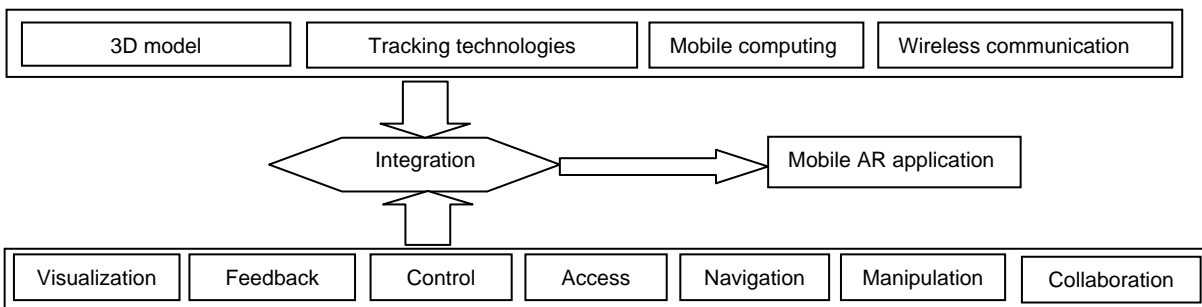 3D model
Tracking technologies
Mobile computing
Wireless communication
Integration
Mobile AR application
Visualization
Feedback
Control
Access
Navigation
Manipulation
Collaboration